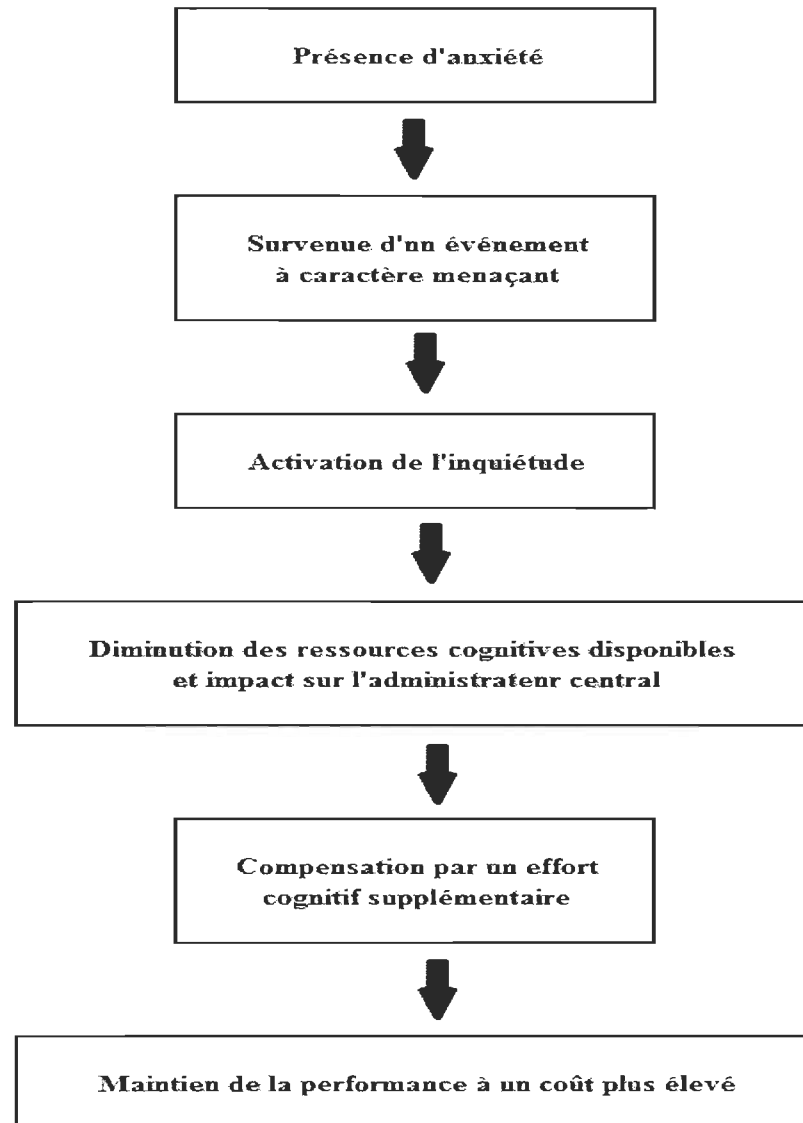 Présence d'anxiété
Survenue d'nn événement
à caractère menaçant
Activation de l'inquiétude
Diminution des ressources cognitives disponibles
et impact sur l'administrateur central
Compensation par un effort
cognitif supplémentaire
Maintien de la performance à un coût plus élevé